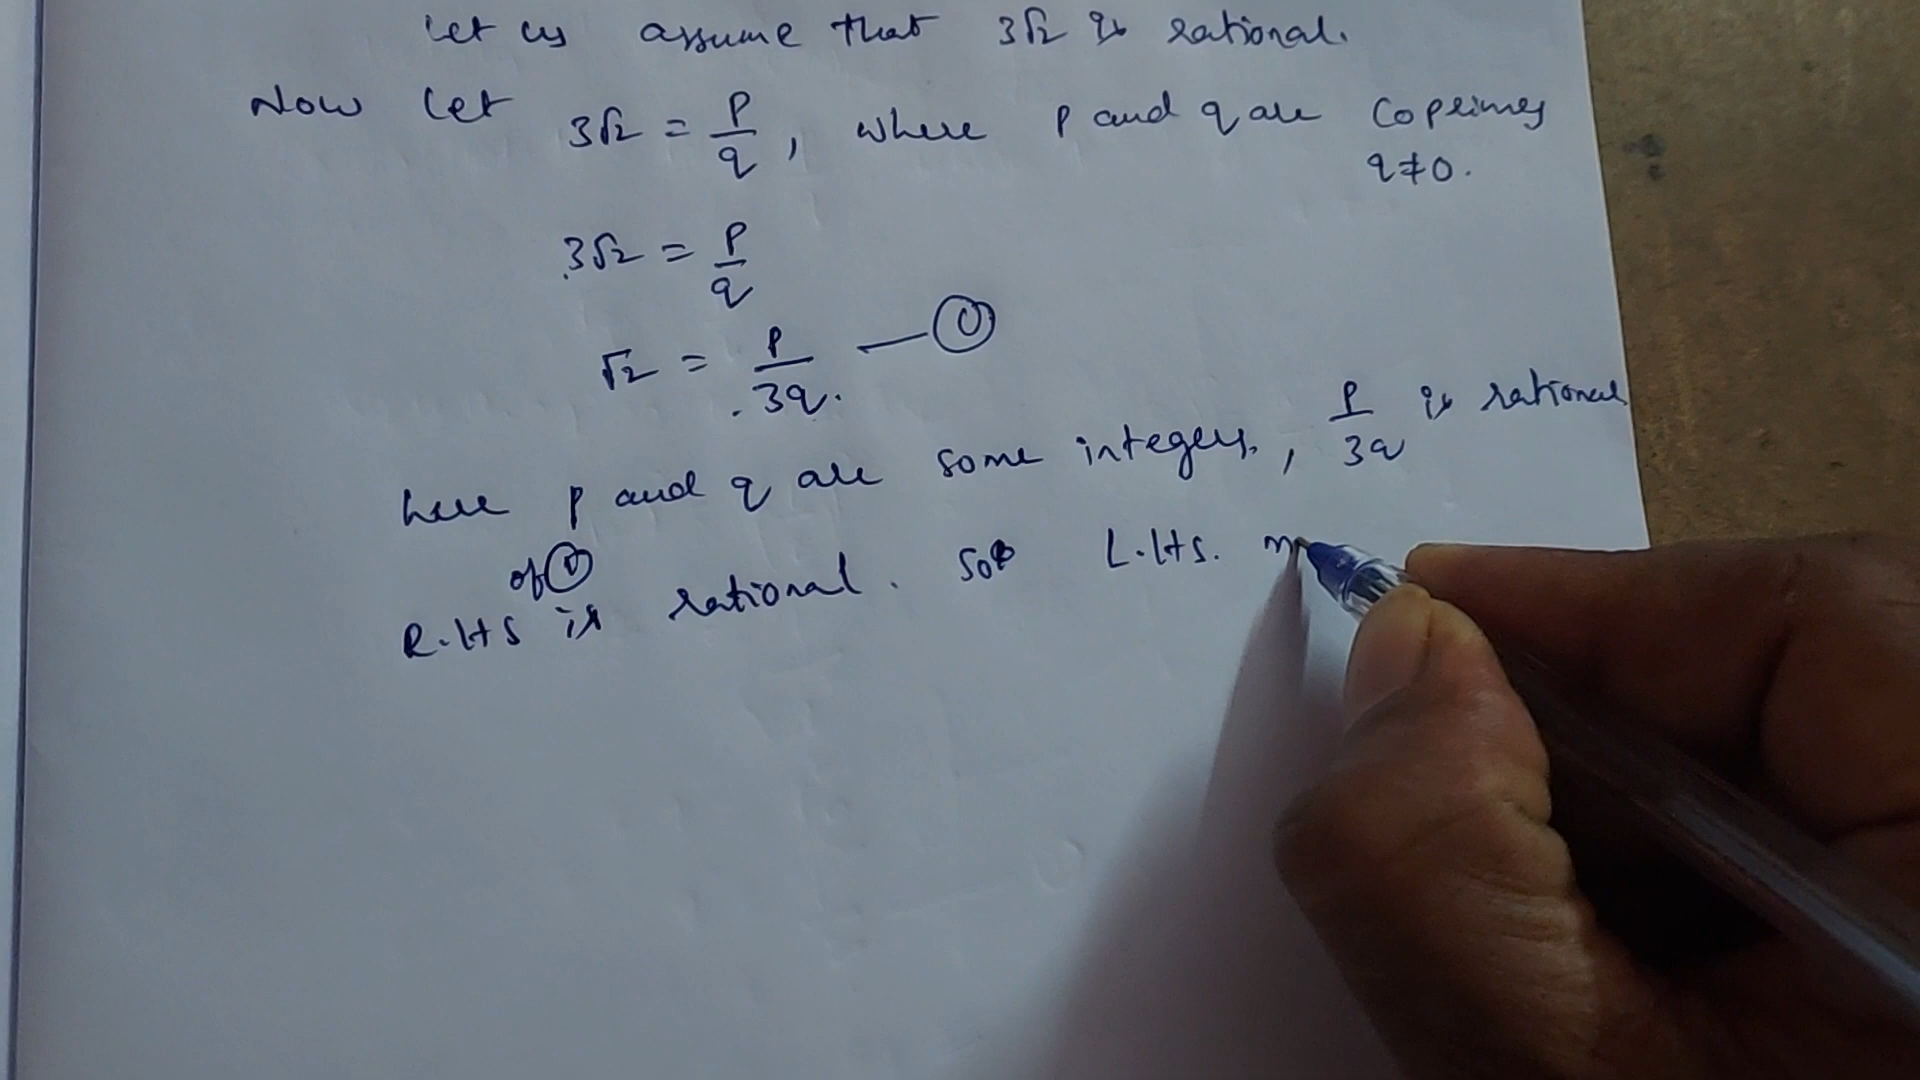 Let us assume that 3√2 is rational.
Now let 3√2 = p/q, where p and q are coprimes
q≠0.
3√2 = p/q
√2 = p/3q. — ①
here p and q are some integers, p/3q is rational
of ①
R.H.S is rational. So L.H.S. m